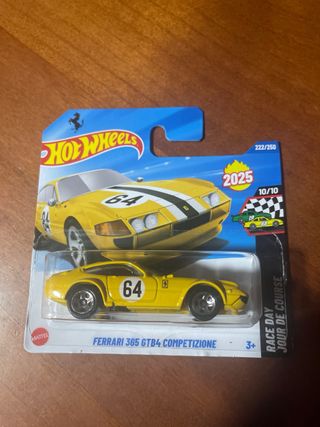 HOT WHEELS
222/250
2025
10/10
64
64
RACE DAY
JOUR DE COURSE
MATTEL
FERRARI 365 GTB4 COMPETIZIONE
3+